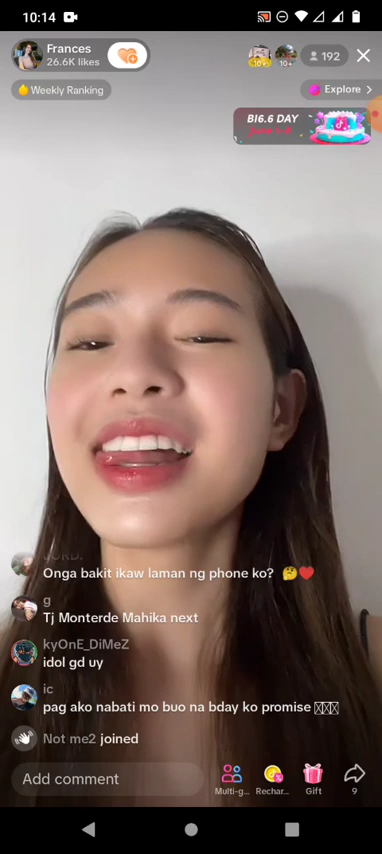 10:14
Frances
26.6K likes
10+
10+
192
Weekly Ranking
Explore
BI6.6 DAY
Onga bakit ikaw laman ng phone ko? 🤔♥️
g
Tj Monterde Mahika next
kyOnE_DiMeZ
idol gd uy
ic
pag ako nabati mo buo na bday ko promise
Not me2 joined
Add comment
Multi-g...
Rechar...
Gift
9